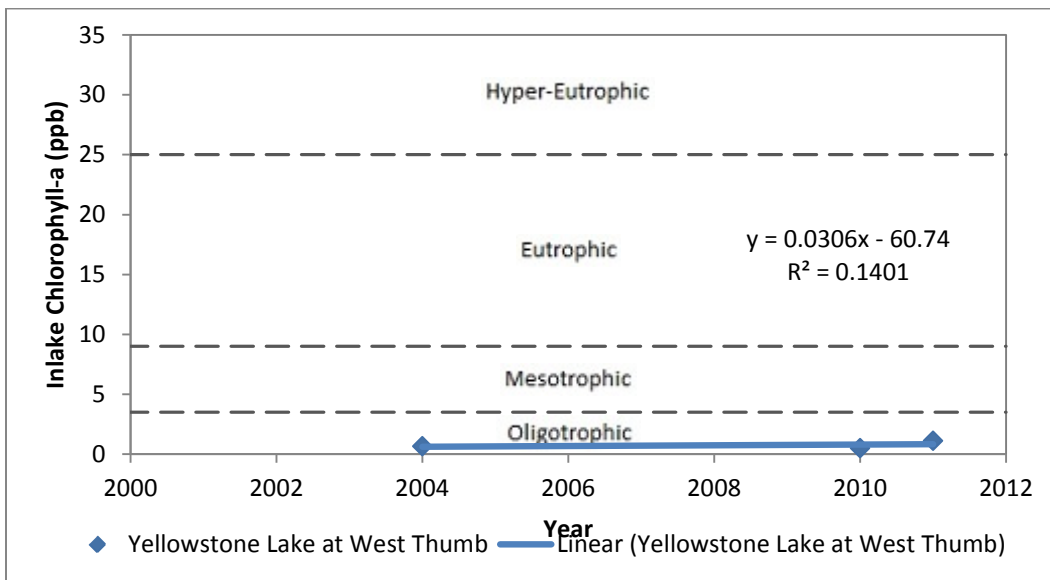 Inlake Chlorophyll-a (ppb)
35
30
25
20
15
10
5
0
Hyper-Eutrophic
Eutrophic
y = 0.0306x - 60.74
R² = 0.1401
Mesotrophic
Oligotrophic
2000 2002 2004 2006 2008 2010 2012
Year
Yellowstone Lake at West Thumb
Linear (Yellowstone Lake at West Thumb)